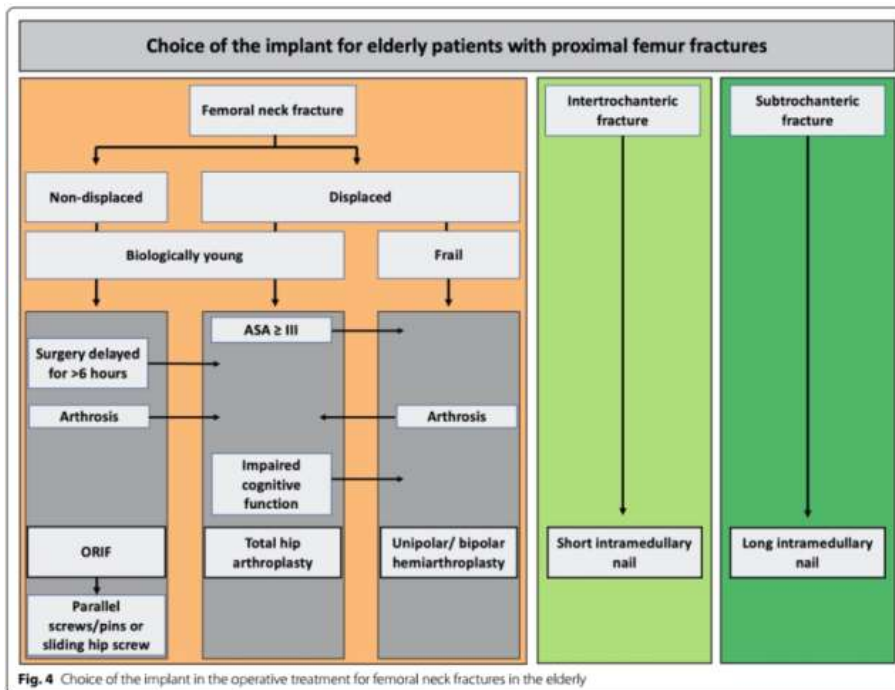 Choice of the implant for elderly patients with proximal femur fractures
Femoral neck fracture
Non-displaced
Displaced
Biologically young
Frail
ASA ≥ III
Surgery delayed
for >6 hours
Arthrosis
Arthrosis
Impaired
cognitive
function
ORIF
Total hip
arthroplasty
Unipolar/ bipolar
hemiarthroplasty
Parallel
screws/pins or
sliding hip screw
Intertrochanteric
fracture
Short intramedullary
nail
Subtrochanteric
fracture
Long intramedullary
nail
Fig. 4 Choice of the implant in the operative treatment for femoral neck fractures in the elderly